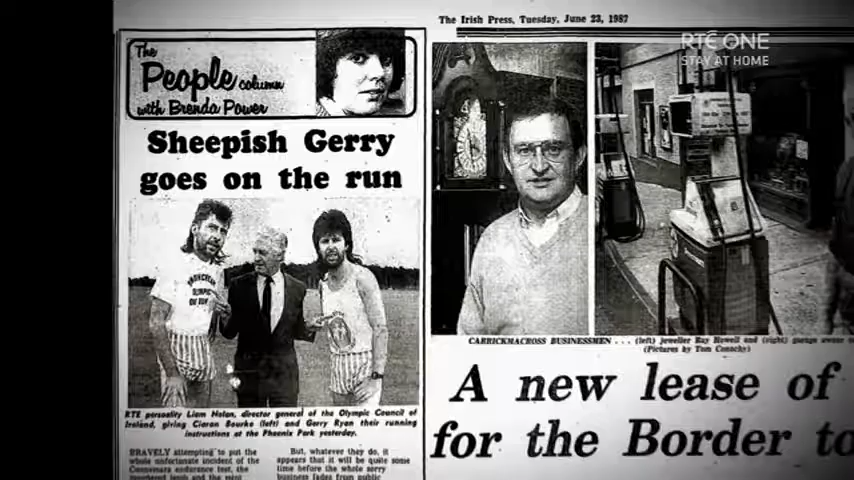 The Irish Press, Tuesday, June 23, 1987
RTÉ ONE
STAY AT HOME
The
People column
with Brenda Power
Sheepish Gerry
goes on the run
RTE personality Liam Nolan, director general of the Olympic Council of
Ireland, giving Ciaran Bourke (left) and Gerry Ryan their running
instructions at the Phoenix Park yesterday.
BRAVELY attempting to put the
whole unfortunate incident of the
Connemara endurance test, the
But, whatever they do, it
appears that it will be quite some
time before the whole sorry
business fades from public
CARRICKMACROSS BUSINESSMEN . . . (left) jeweller Ray Howell and (right) garage owner
(Pictures by Tom Conachy)
A new lease of
for the Border to